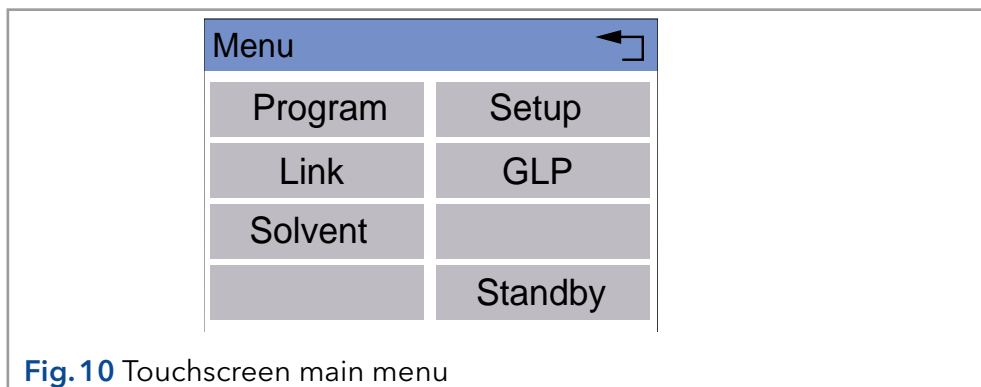 Menu
Program Setup
Link GLP
Solvent
Standby
Fig. 10 Touchscreen main menu